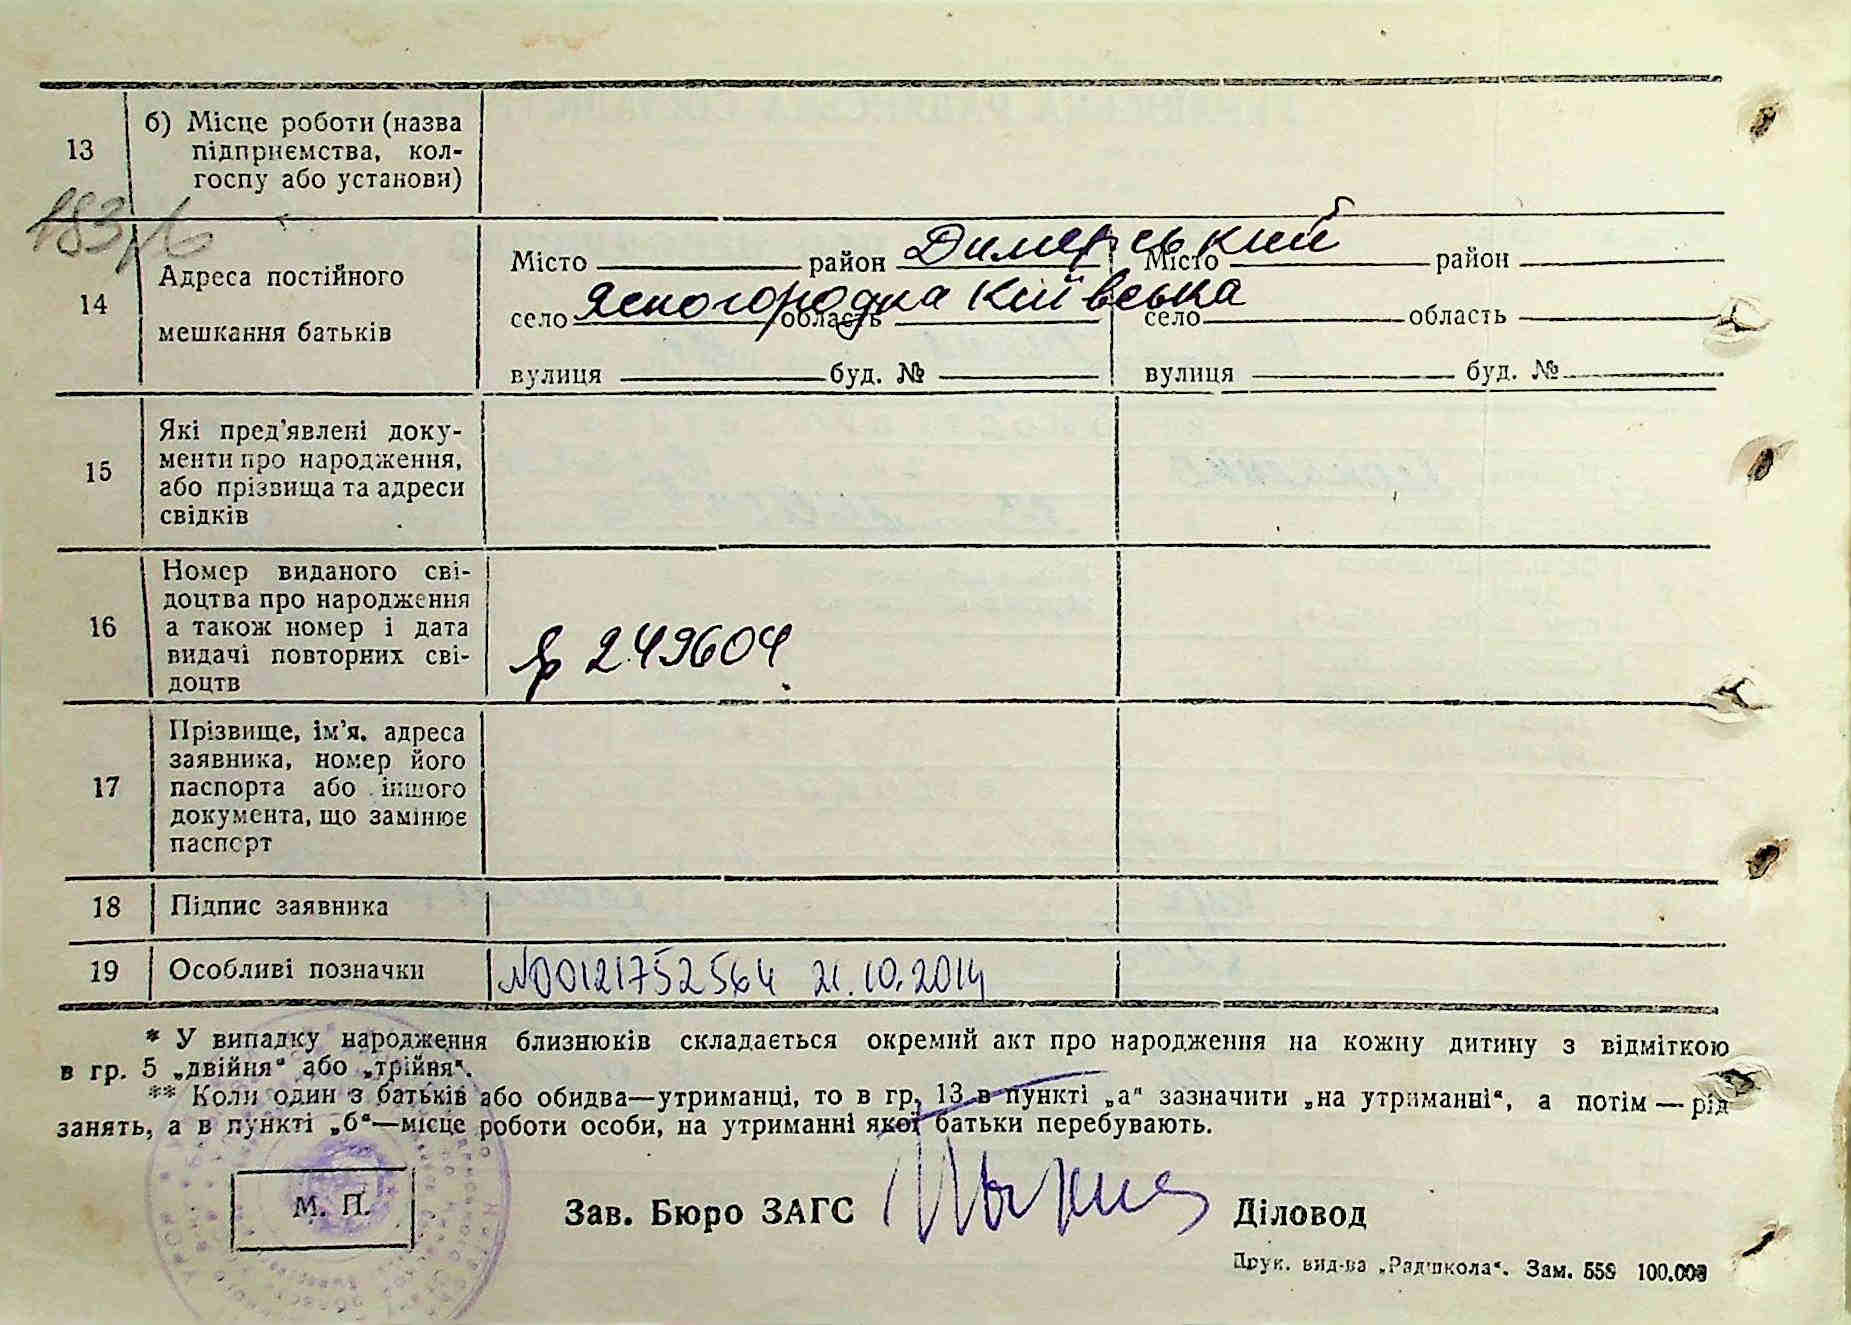 13
б) Місце роботи (назва
підприємства, кол-
госпу або установи)
183/6
14
Адреса постійного
мешкання батьків
Місто район Димерський Місто район
село Ясногородка область Київська село область
вулиця буд. № вулиця буд. №
15
Які пред’явлені доку-
менти про народження,
або прізвища та адреси
свідків
16
Номер виданого сві-
доцтва про народження
а також номер і дата
видачі повторних сві-
доцтв
249604
17
Прізвище, ім’я, адреса
заявника, номер його
паспорта або іншого
документа, що замінює
паспорт
18
Підпис заявника
19
Особливі позначки
N00121752564 21.10.2014
* У випадку народження близнюків складається окремий акт про народження на кожну дитину з відміткою
в гр. 5 „двійня“ або „трійня“.
** Коли один з батьків або обидва—утриманці, то в гр. 13 в пункті „а“ зазначити „на утриманні“, а потім — рід
занять, а в пункті „б“—місце роботи особи, на утриманні якої батьки перебувають.
М. П.
Зав. Бюро ЗАГС Діловод
Друк. вид-ва „Радшкола“. Зам. 559 100.000